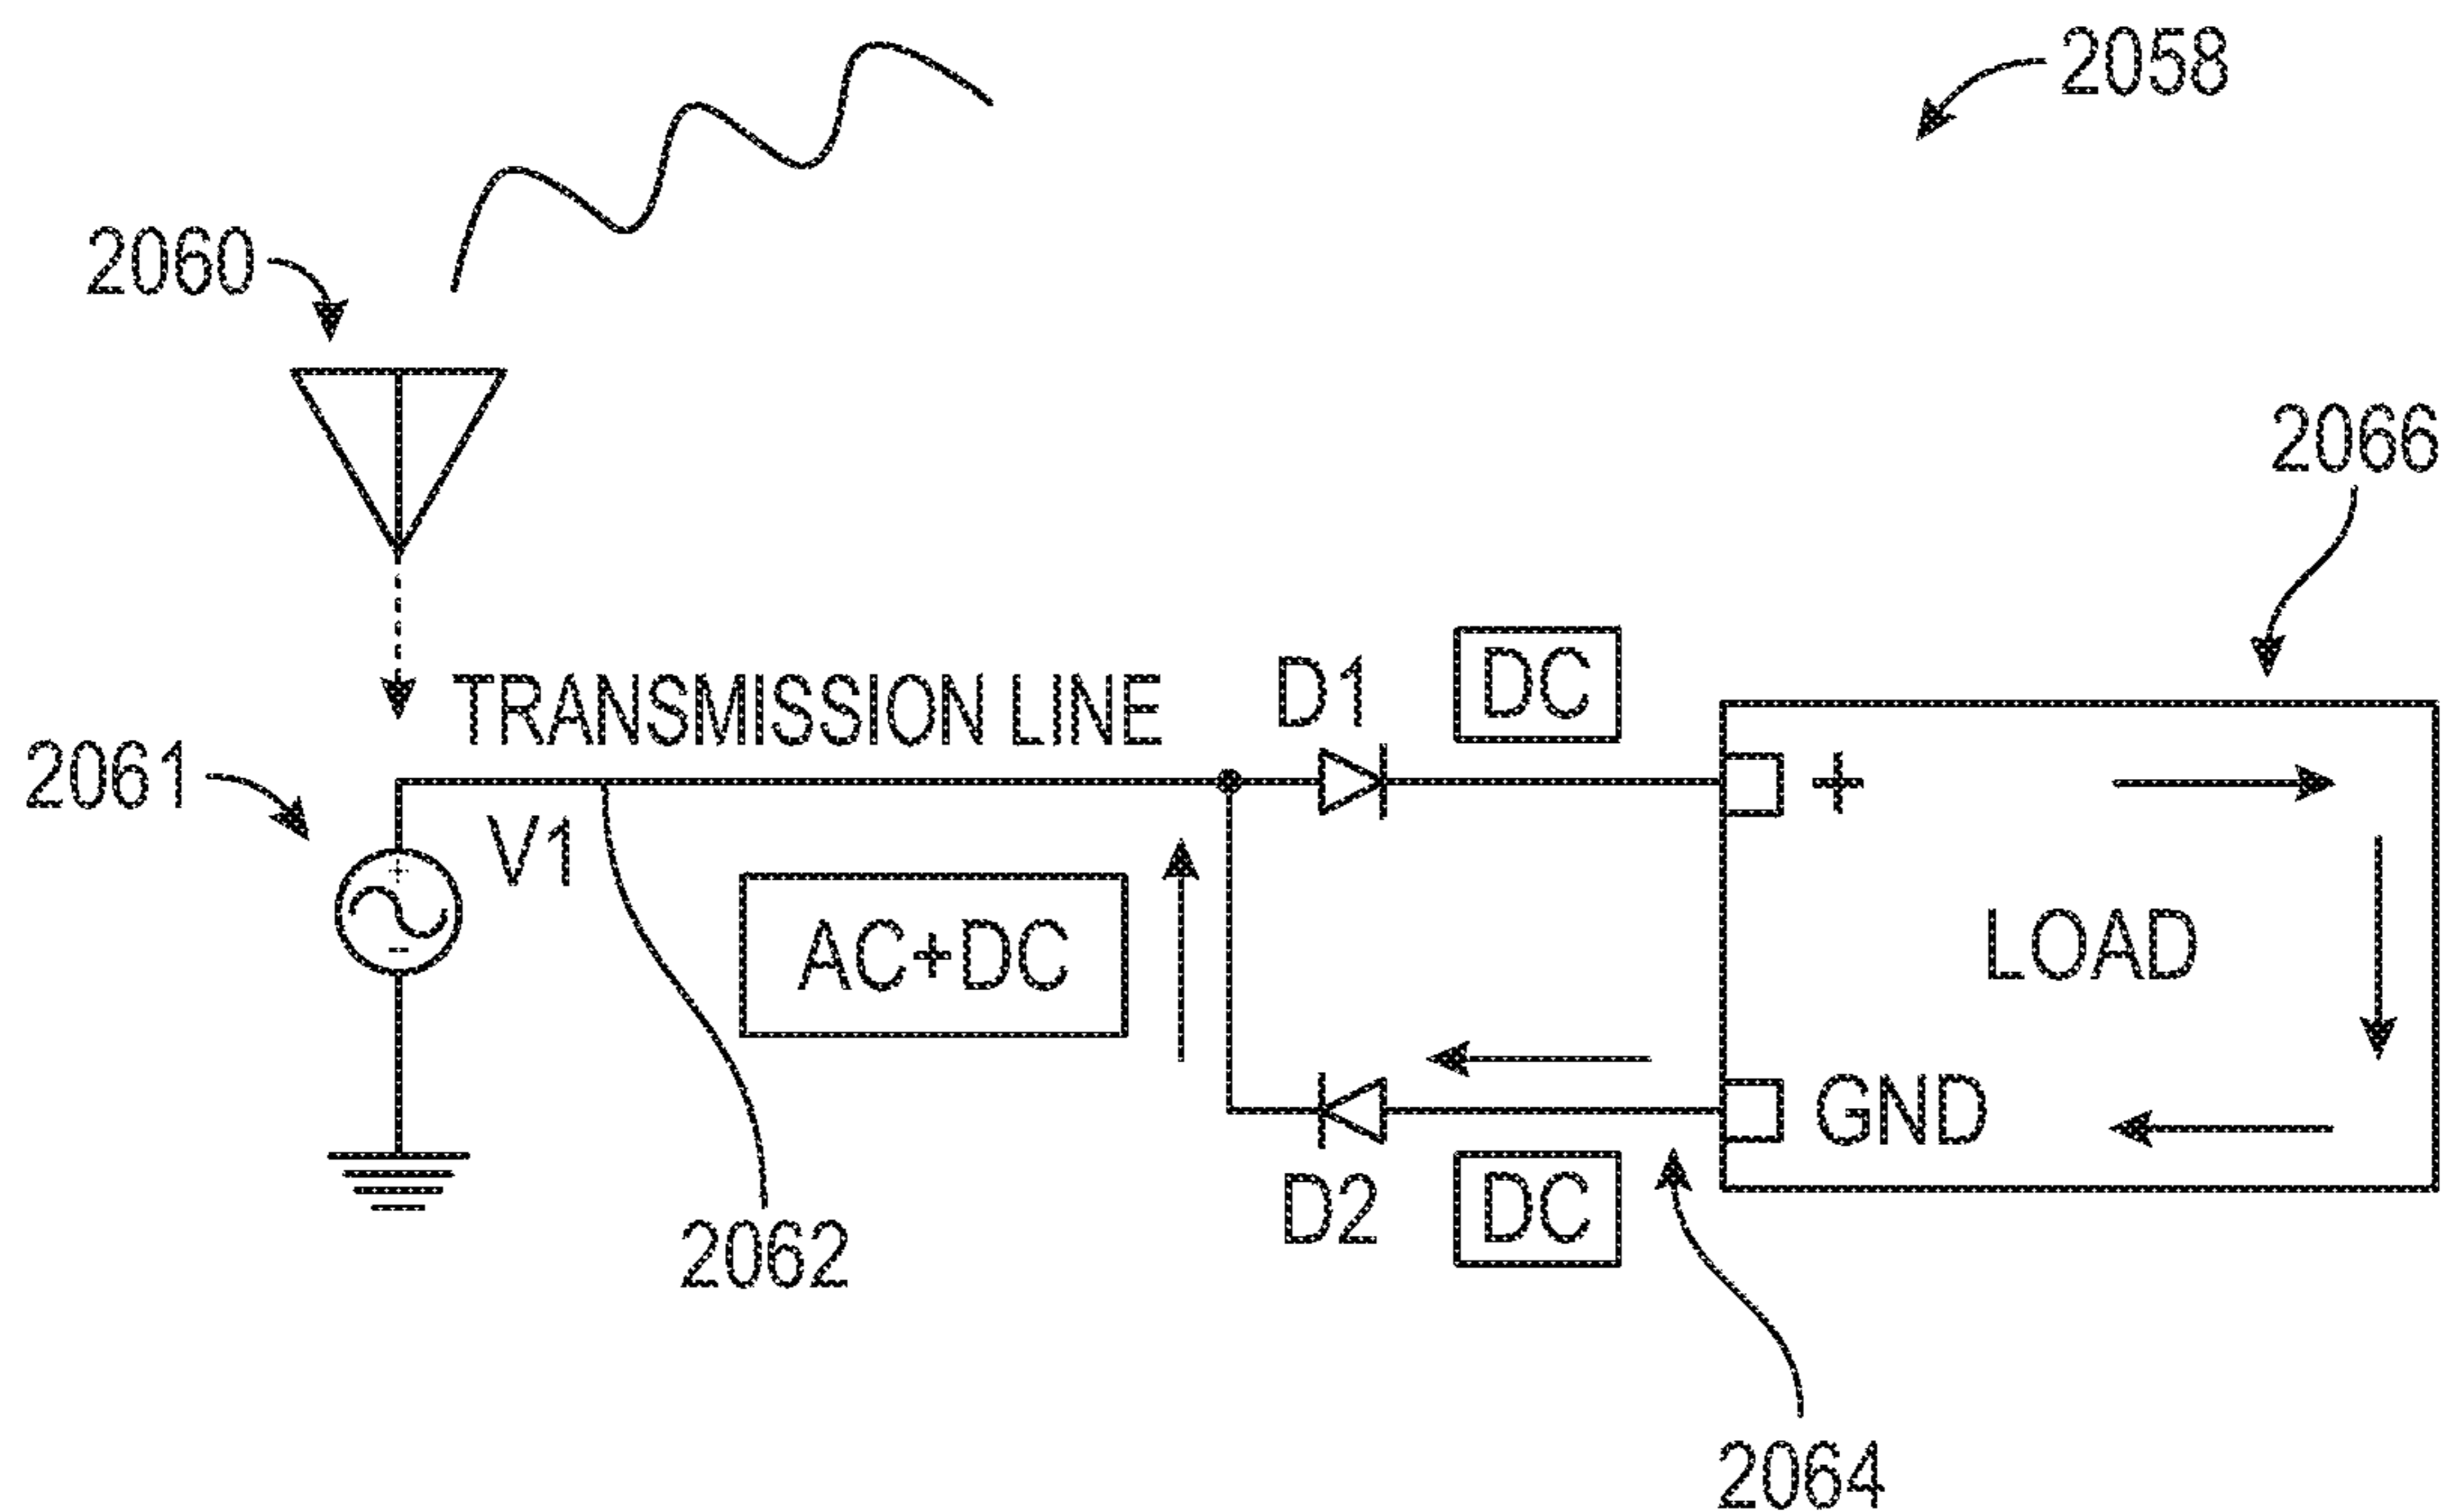 2058
2060
2066
TRANSMISSION LINE
D1
DC
2061
V1
+
+
AC+DC
LOAD
-
GND
D2
DC
2062
2064